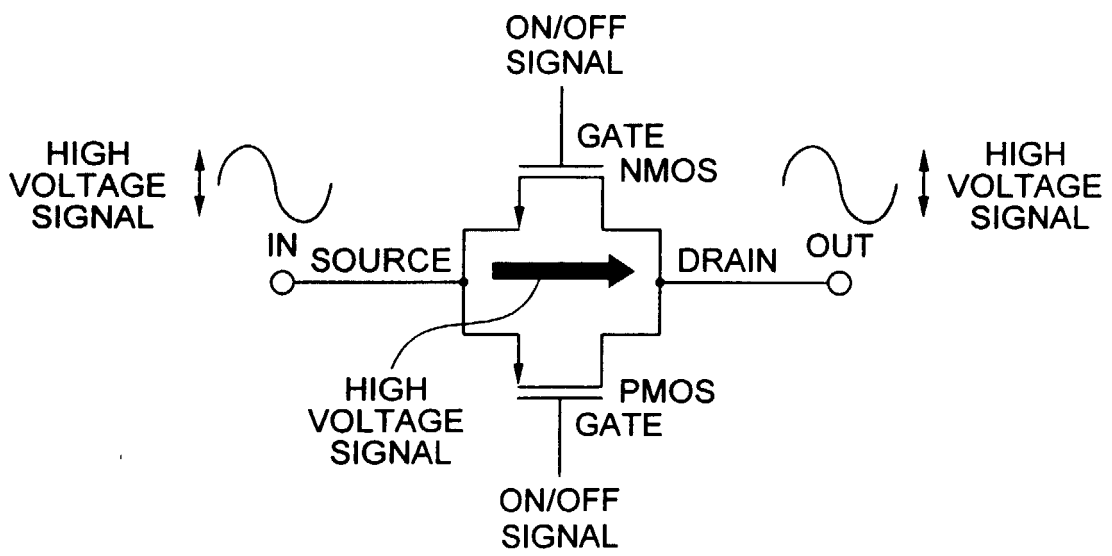 ON/OFF
SIGNAL
GATE
NMOS
HIGH
VOLTAGE
SIGNAL
HIGH
VOLTAGE
SIGNAL
IN
SOURCE
DRAIN
OUT
HIGH
VOLTAGE
SIGNAL
PMOS
GATE
ON/OFF
SIGNAL